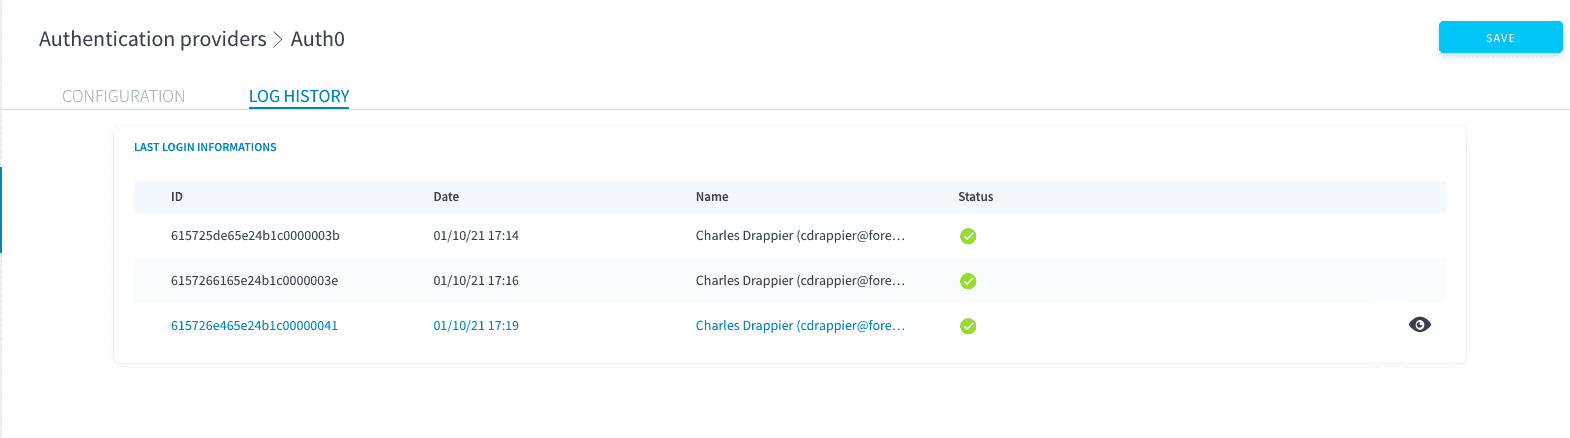 Authentication providers > Auth0
SAVE
CONFIGURATION LOG HISTORY
LAST LOGIN INFORMATIONS
ID Date Name Status
615725de65e24b1c0000003b 01/10/21 17:14 Charles Drappier (cdrappier@fore…
6157266165e24b1c0000003e 01/10/21 17:16 Charles Drappier (cdrappier@fore…
615726e465e24b1c00000041 01/10/21 17:19 Charles Drappier (cdrappier@fore…